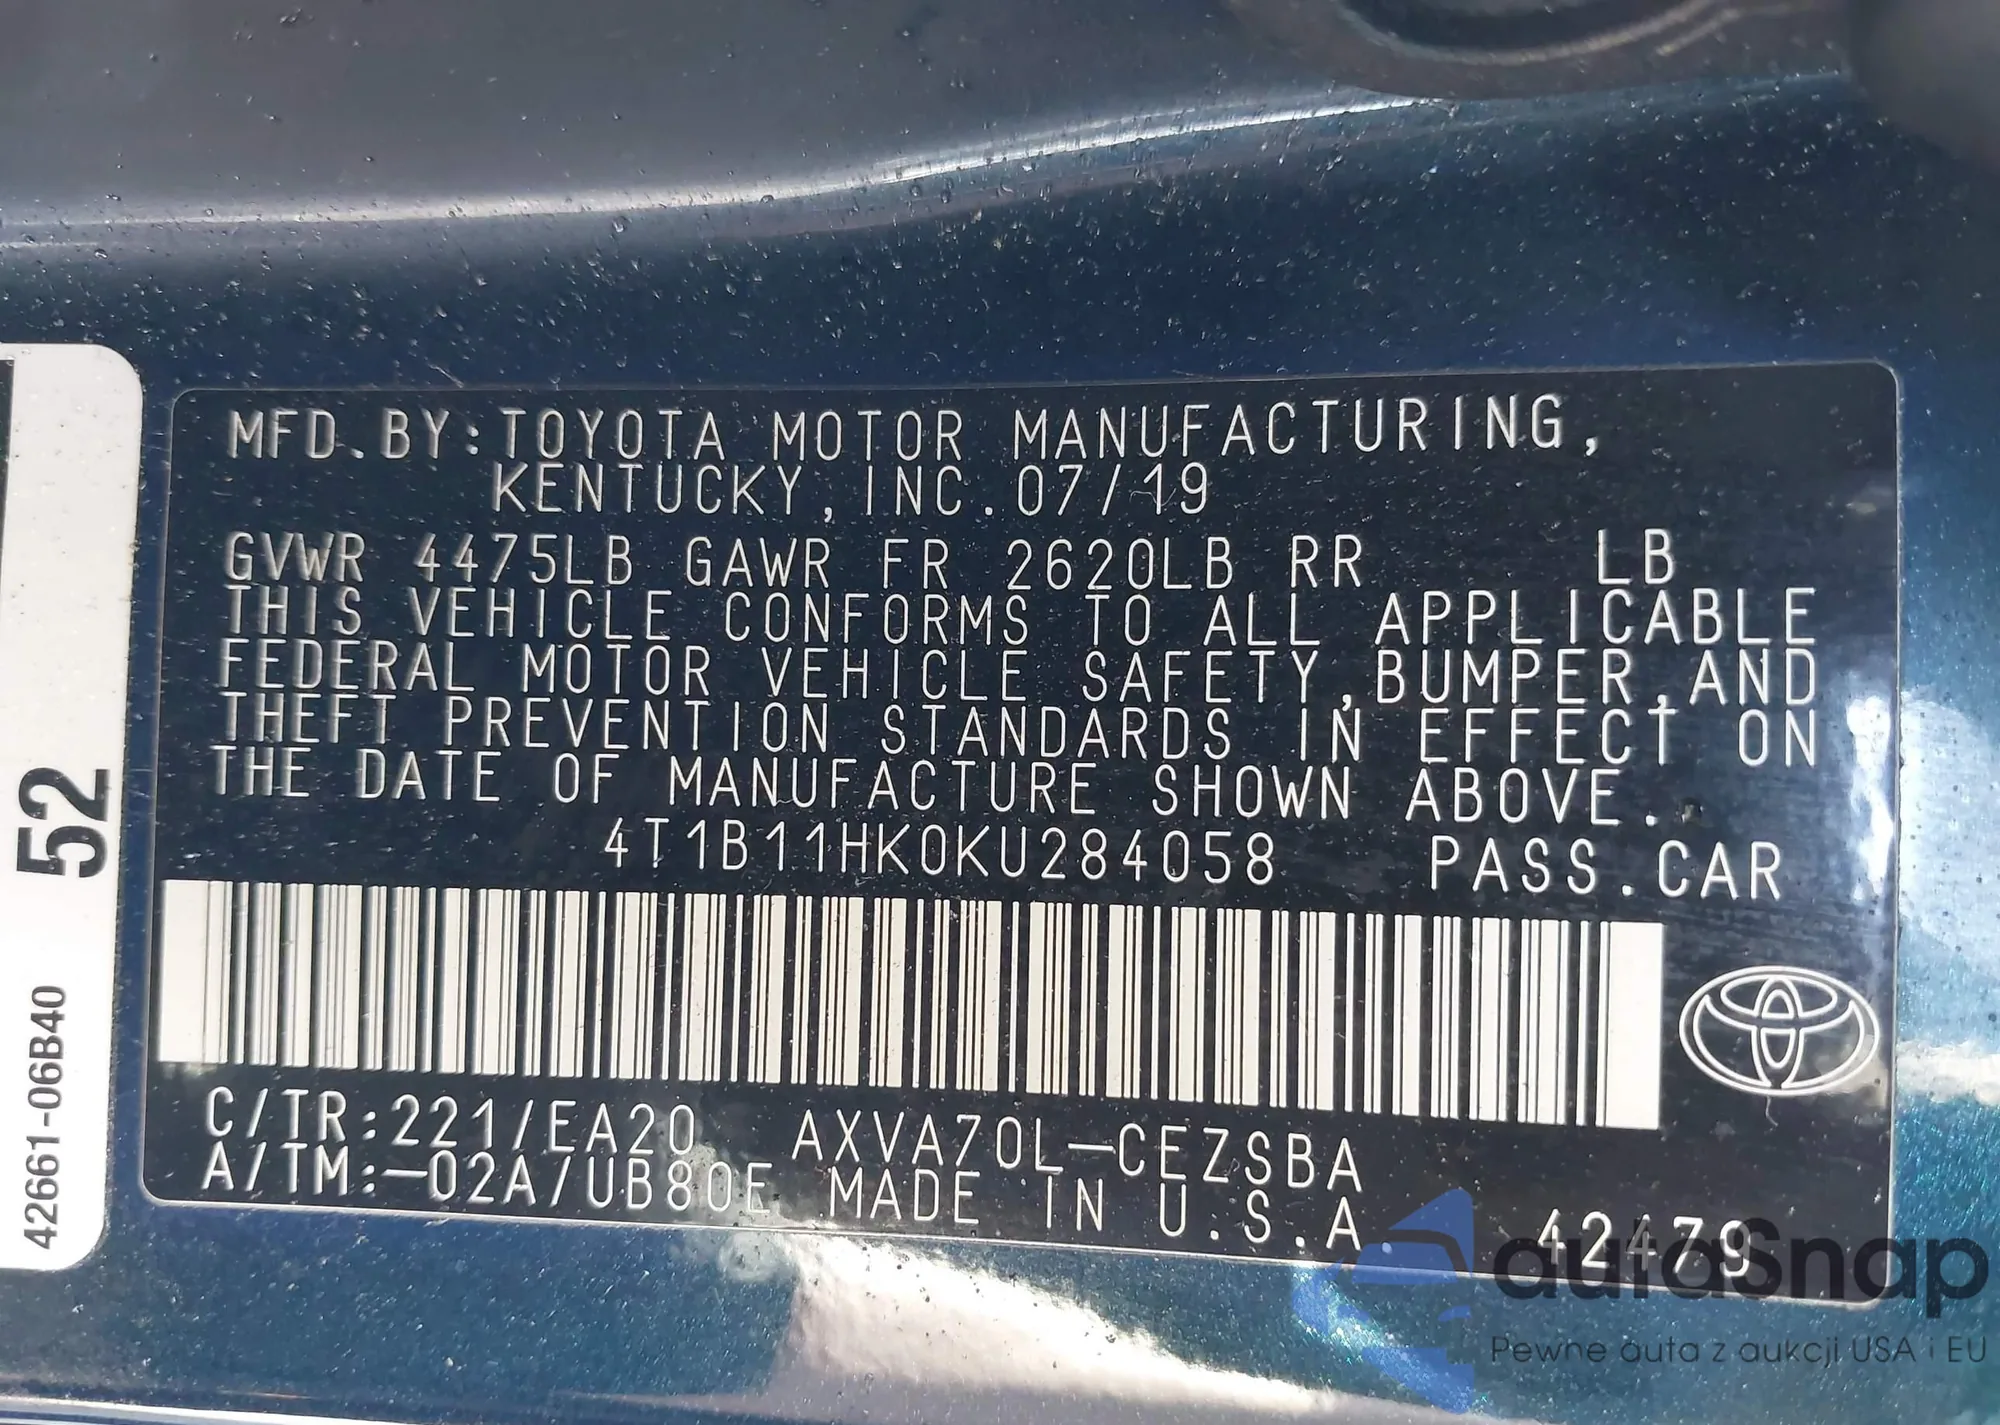 MFD.BY:TOYOTA MOTOR MANUFACTURING,
KENTUCKY,INC.07/19
GVWR 4475LB GAWR FR 2620LB RR LB
THIS VEHICLE CONFORMS TO ALL APPLICABLE
FEDERAL MOTOR VEHICLE SAFETY,BUMPER,AND
THEFT PREVENTION STANDARDS IN EFFECT ON
THE DATE OF MANUFACTURE SHOWN ABOVE.
4T1B11HK0KU284058 PASS.CAR
C/TR:221/EA20 AXVA70L-CEZSBA
A/TM:-02A/UB80E MADE IN U.S.A.
42479
52
42661-06B40
autaSnap
Pewne auta z aukcji USA i EU